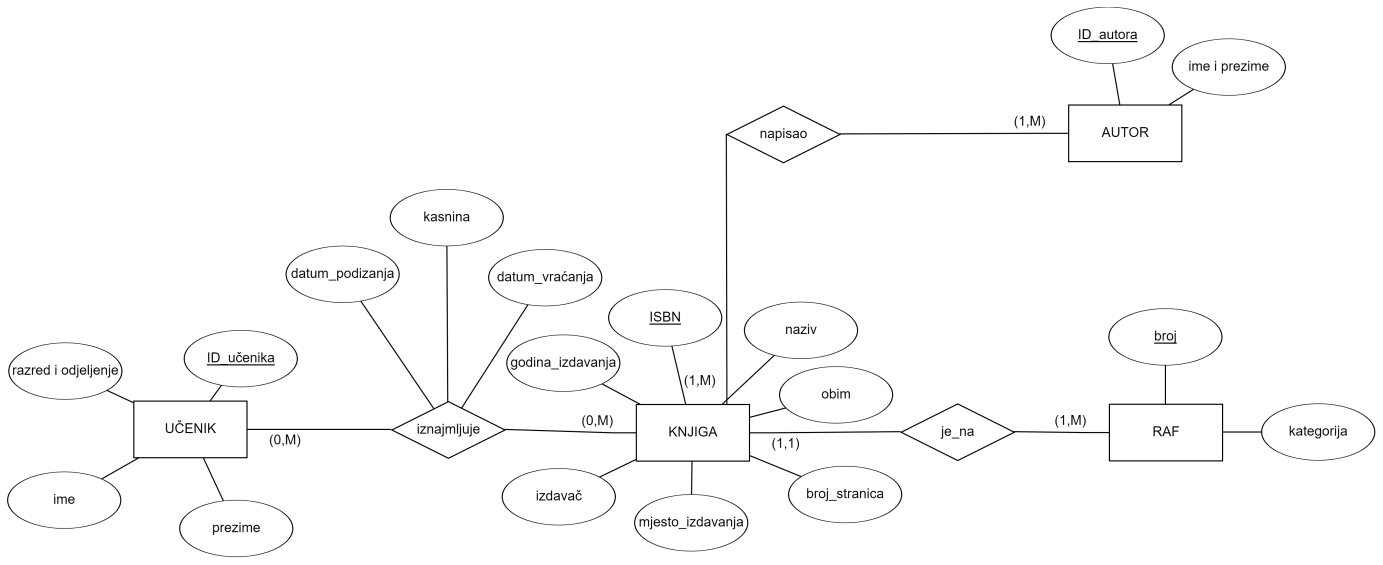 ID_autora
ime i prezime
(1,M)
napisao
AUTOR
kasnina
datum_podizanja
datum_vraćanja
ISBN
naziv
broj
ID_učenika
godina_izdavanja
razred i odjeljenje
(1,M)
obim
UČENIK
iznajmljuje
(0,M)
KNJIGA
je_na
(1,M)
RAF
kategorija
(0,M)
(1,1)
ime
izdavač
broj_stranica
prezime
mjesto_izdavanja